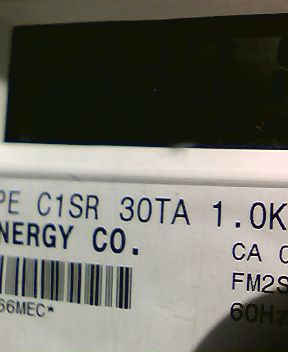 PE C1SR 30TA 1.0K
NERGY CO.
CA
FM2S
66MEC*
60Hz